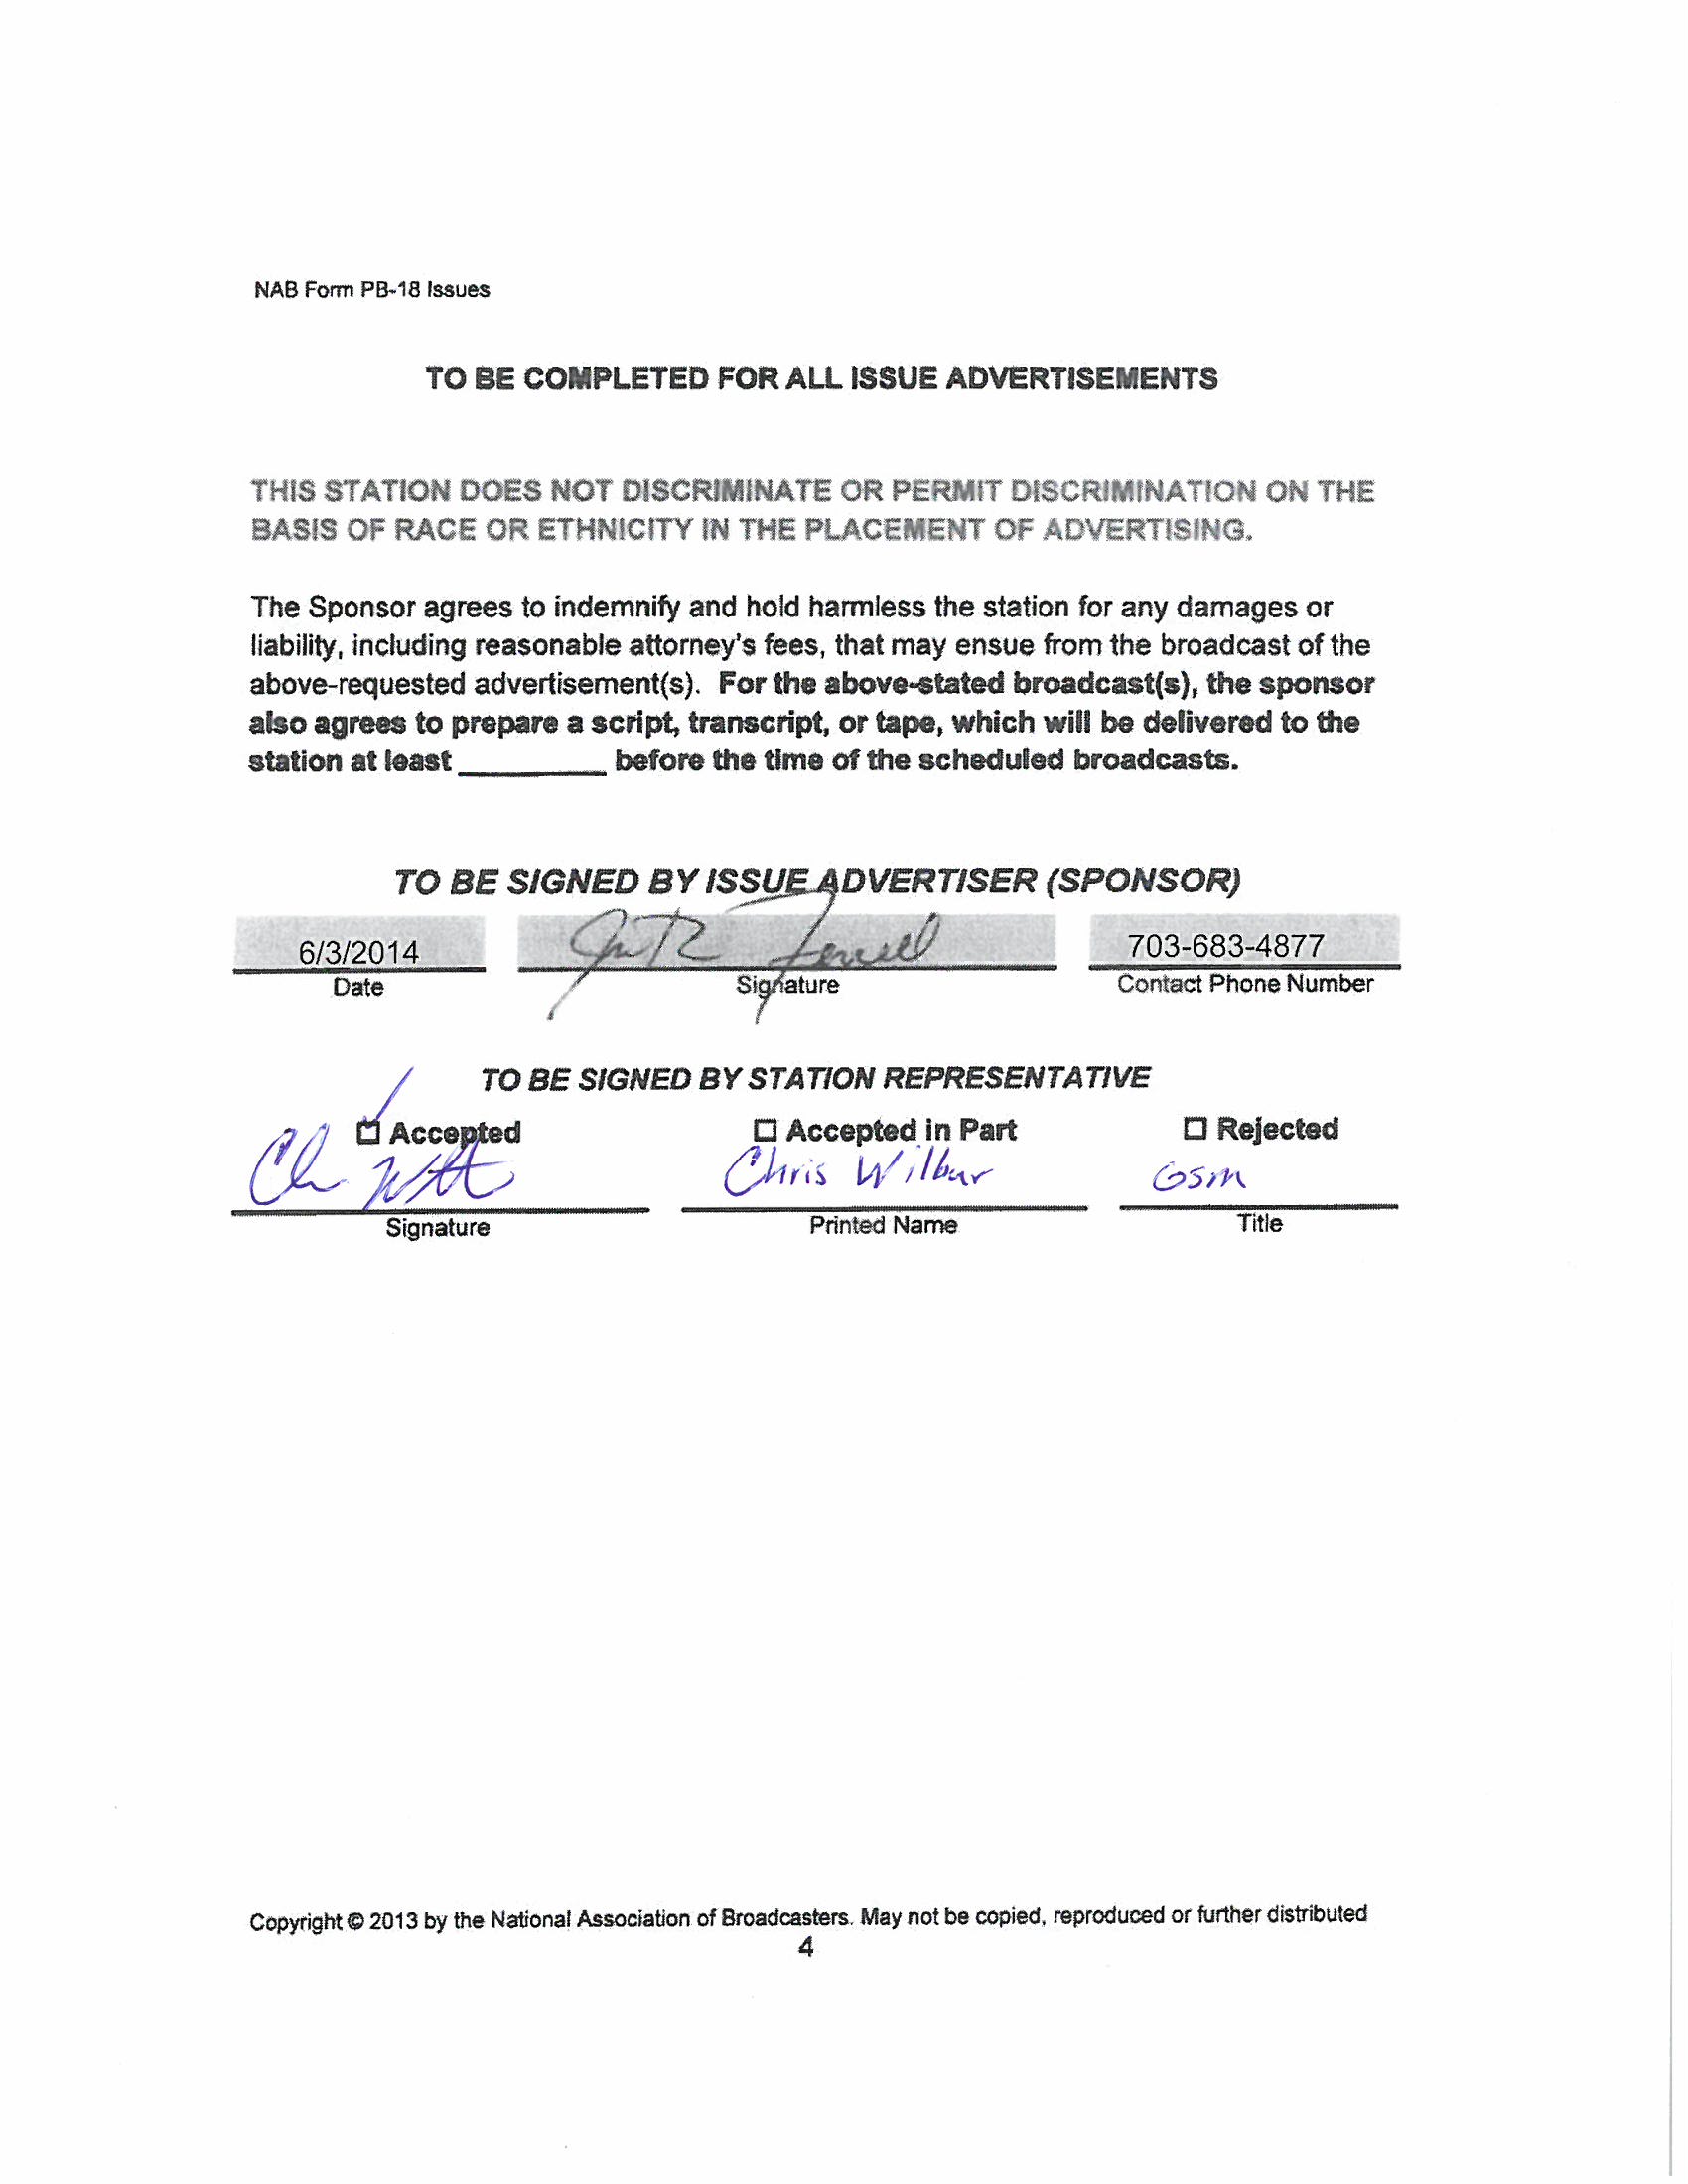 NAB Form PB-18 Issues
TO BE COMPLETED FOR ALL ISSUE ADVERTISEMENTS
THIS STATION DOES NOT DISCRIMINATE OR PERMIT DISCRIMINATION ON THE
BASIS OF RACE OR ETHNICITY IN THE PLACEMENT OF ADVERTISING.
The Sponsor agrees to indemnify and hold harmless the station for any damages or
liability, including reasonable attorney's fees, that may ensue from the broadcast of the
above-requested advertisement(s). For the above-stated broadcast(s), the sponsor
also agrees to prepare a script, transcript, or tape, which will be delivered to the
station at least __________ before the time of the scheduled broadcasts.
TO BE SIGNED BY ISSUE ADVERTISER (SPONSOR)
6/3/2014 703-683-4877
Date Signature Contact Phone Number
TO BE SIGNED BY STATION REPRESENTATIVE
Accepted Accepted in Part Rejected
Chris Wilbur GSM
Signature Printed Name Title
Copyright © 2013 by the National Association of Broadcasters. May not be copied, reproduced or further distributed
4